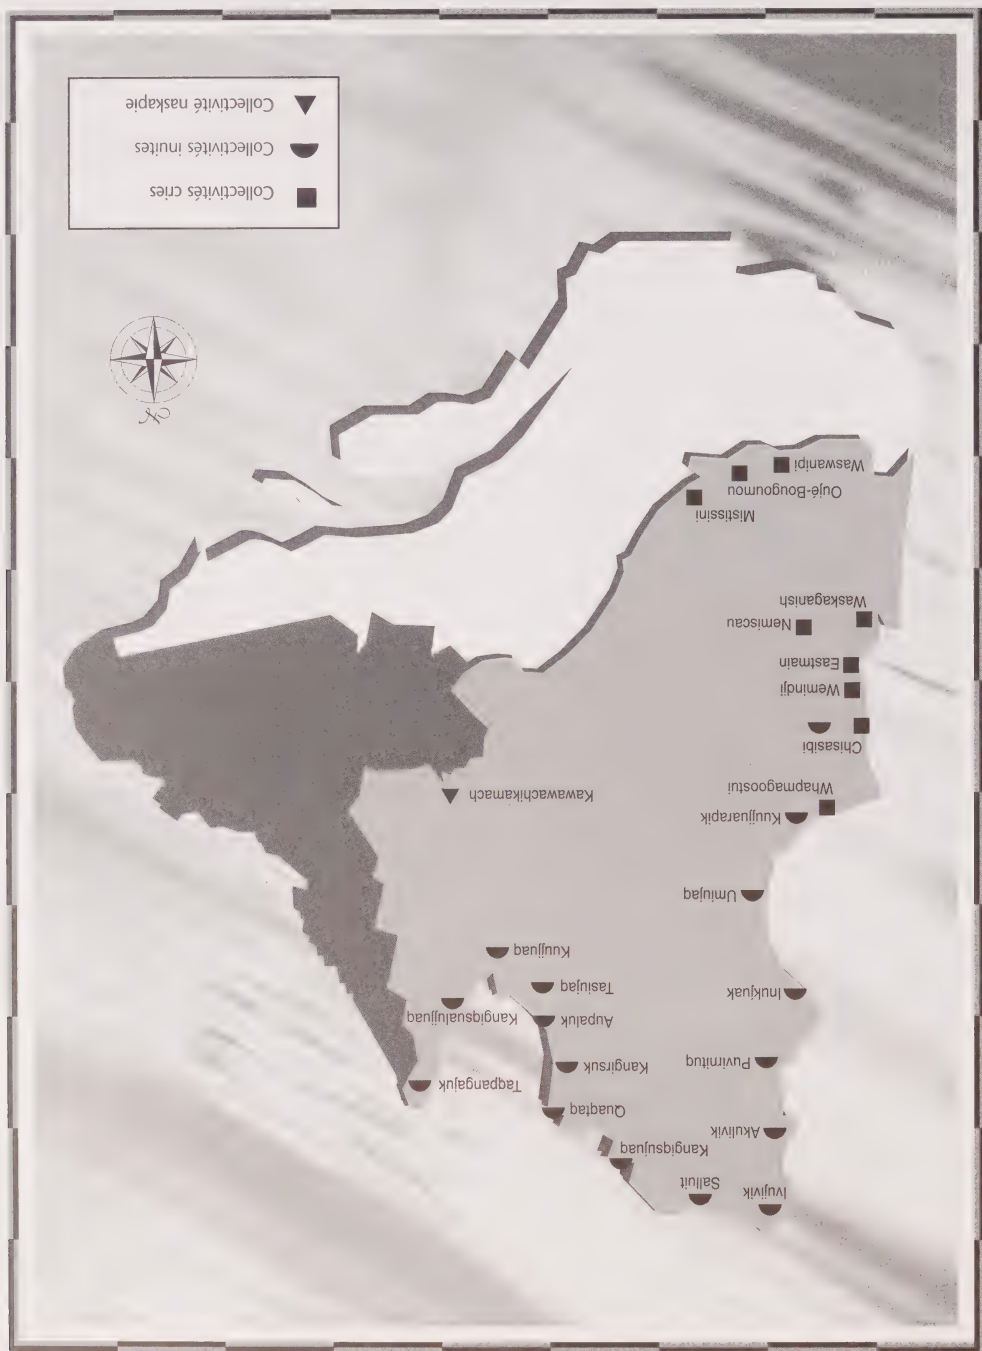 Ivujivik
Salluit
Kangiqsujuaq
Akulivik
Quaqtaq
Taqpangajuk
Puvirnituq
Kangirsuk
Aupaluk
Kangiqsualujjuaq
Inukjuak
Tasiujaq
Kuujjuaq
Umiujaq
Kuujjuarapik
Whapmagoostui
Kawawachikamach
Chisasibi
Wemindji
Eastmain
Nemiscau
Waskaganish
Mistissini
Oujé-Bougoumou
Waswanipi
N
Collectivités cries
Collectivités inuites
Collectivité naskapie